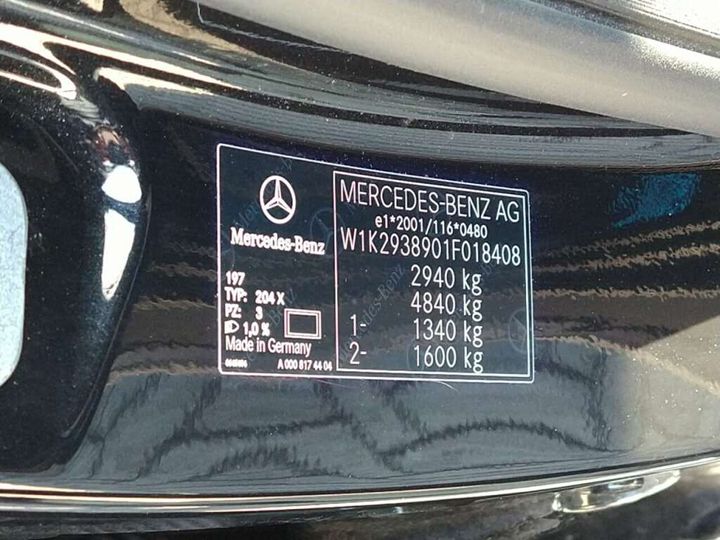 Mercedes-Benz
197
TYP: 204 X
PZ: 3
1,0 %
Made in Germany
A 000 817 44 04
MERCEDES-BENZ AG
e1*2001/116*0480
W1K2938901F018408
2940 kg
4840 kg
1- 1340 kg
2- 1600 kg